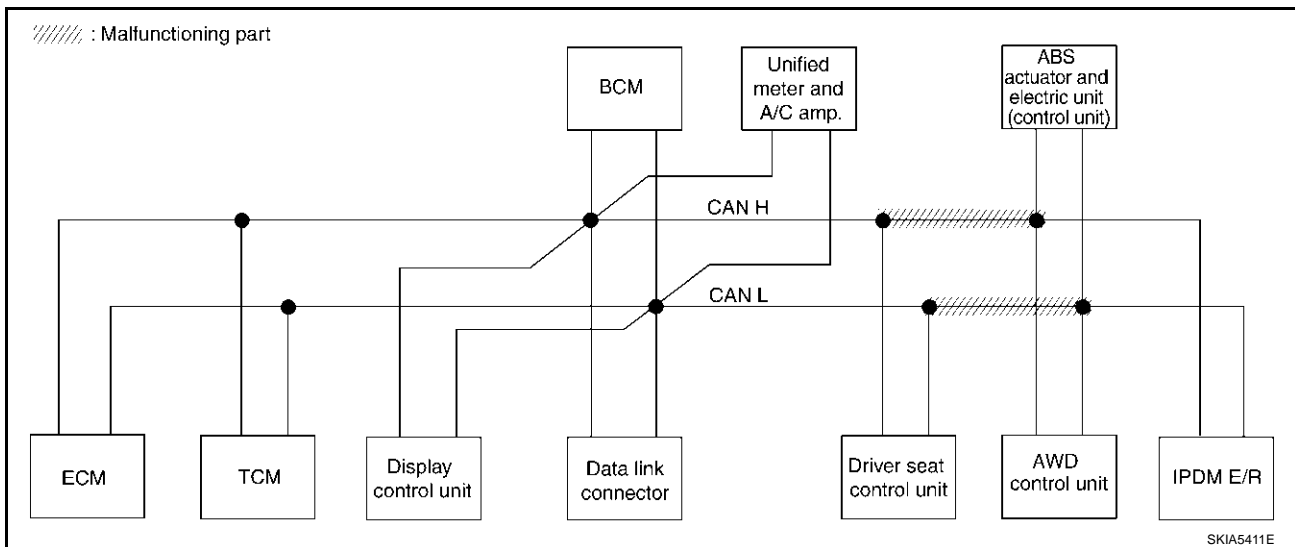 : Malfunctioning part
BCM
Unified
meter and
A/C amp.
ABS
actuator and
electric unit
(control unit)
CAN H
CAN L
ECM
TCM
Display
control unit
Data link
connector
Driver seat
control unit
AWD
control unit
IPDM E/R
SKIA5411E